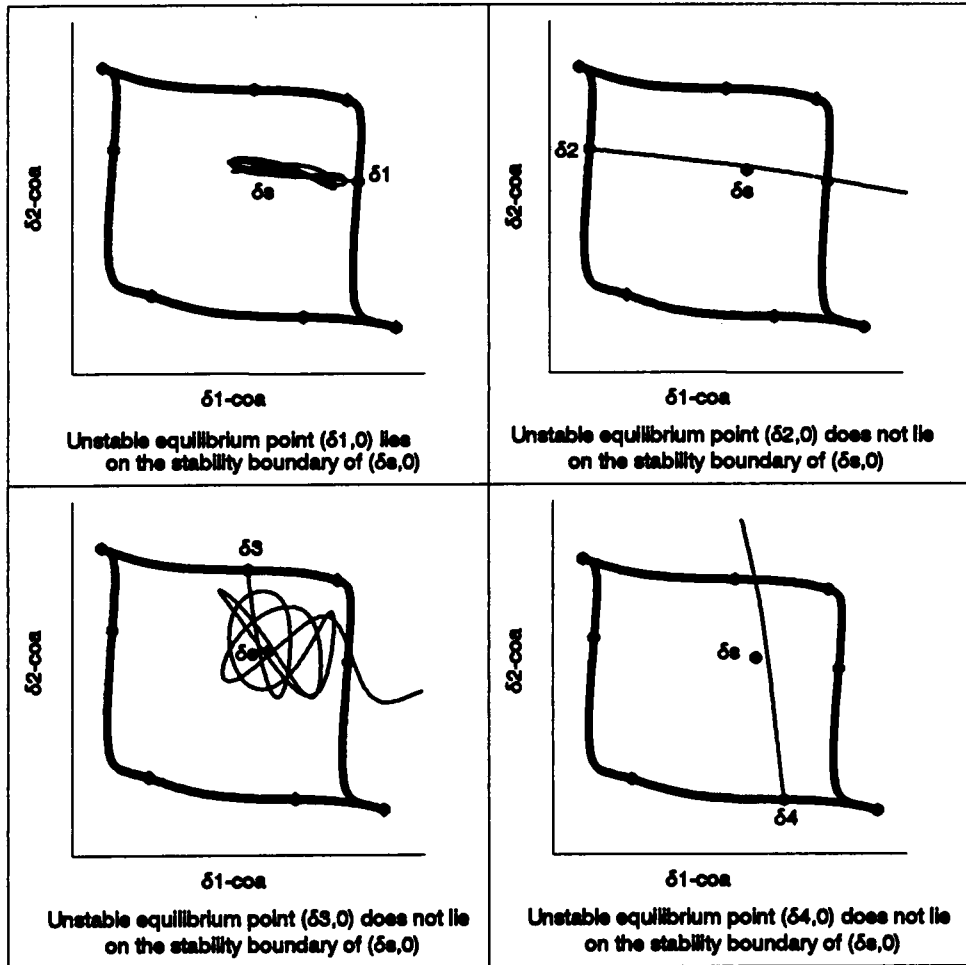 δ2-coa
δ1
δs
δ1-coa
Unstable equilibrium point (δ1,0) lies
on the stability boundary of (δs,0)
δ2-coa
δ2
δs
δ1-coa
Unstable equilibrium point (δ2,0) does not lie
on the stability boundary of (δs,0)
δ2-coa
δ3
δs
δ1-coa
Unstable equilibrium point (δ3,0) does not lie
on the stability boundary of (δs,0)
δ2-coa
δs
δ4
δ1-coa
Unstable equilibrium point (δ4,0) does not lie
on the stability boundary of (δs,0)